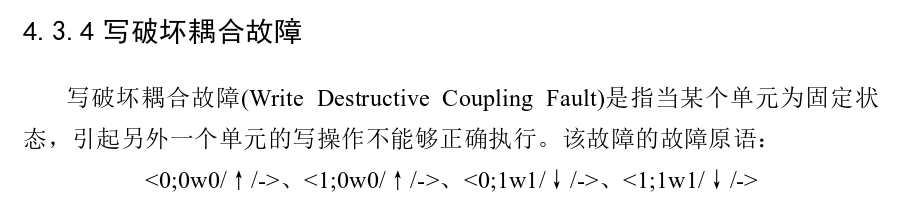 4.3.4 写破坏耦合故障
写破坏耦合故障(Write Destructive Coupling Fault)是指当某个单元为固定状
态，引起另外一个单元的写操作不能够正确执行。该故障的故障原语：
<0;0w0/↑/->、<1;0w0/↑/->、<0;1w1/↓/->、<1;1w1/↓/->